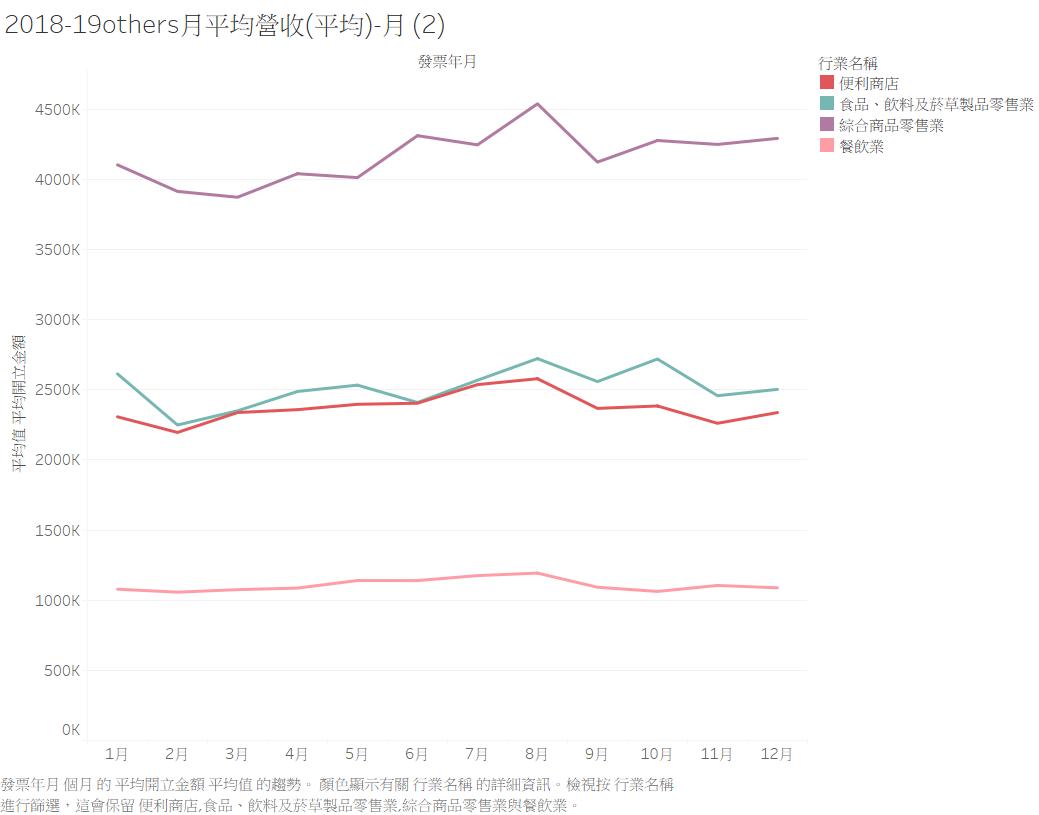 2018-19others月平均營收(平均)-月 (2)
發票年月
行業名稱
便利商店
食品、飲料及菸草製品零售業
綜合商品零售業
餐飲業
平均值 平均開立金額
4500K
4000K
3500K
3000K
2500K
2000K
1500K
1000K
500K
0K
1月 2月 3月 4月 5月 6月 7月 8月 9月 10月 11月 12月
發票年月 個月 的 平均開立金額 平均值 的趨勢。 顏色顯示有關 行業名稱 的詳細資訊。檢視按 行業名稱
進行篩選,這會保留 便利商店,食品、飲料及菸草製品零售業,綜合商品零售業與餐飲業。